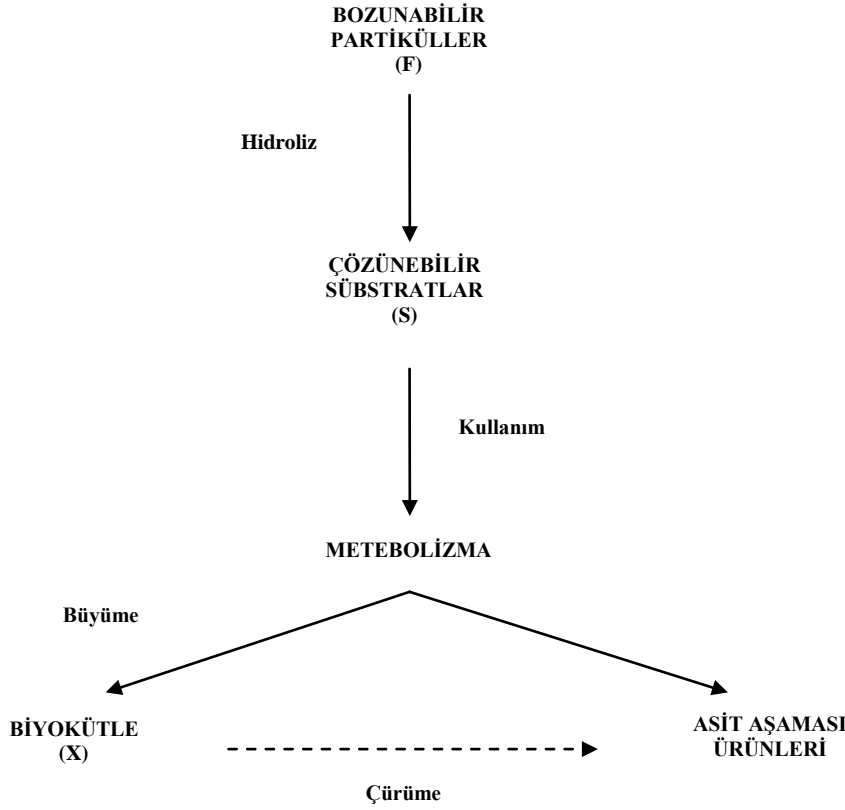 BOZUNABİLİR
PARTİKÜLLER
(F)
Hidroliz
ÇÖZÜNEBİLİR
SÜBSTRATLAR
(S)
Kullanım
METEBOLİZMA
Büyüme
BİYOKÜTLE
(X)
ASİT AŞAMASI
ÜRÜNLERİ
Çürüme